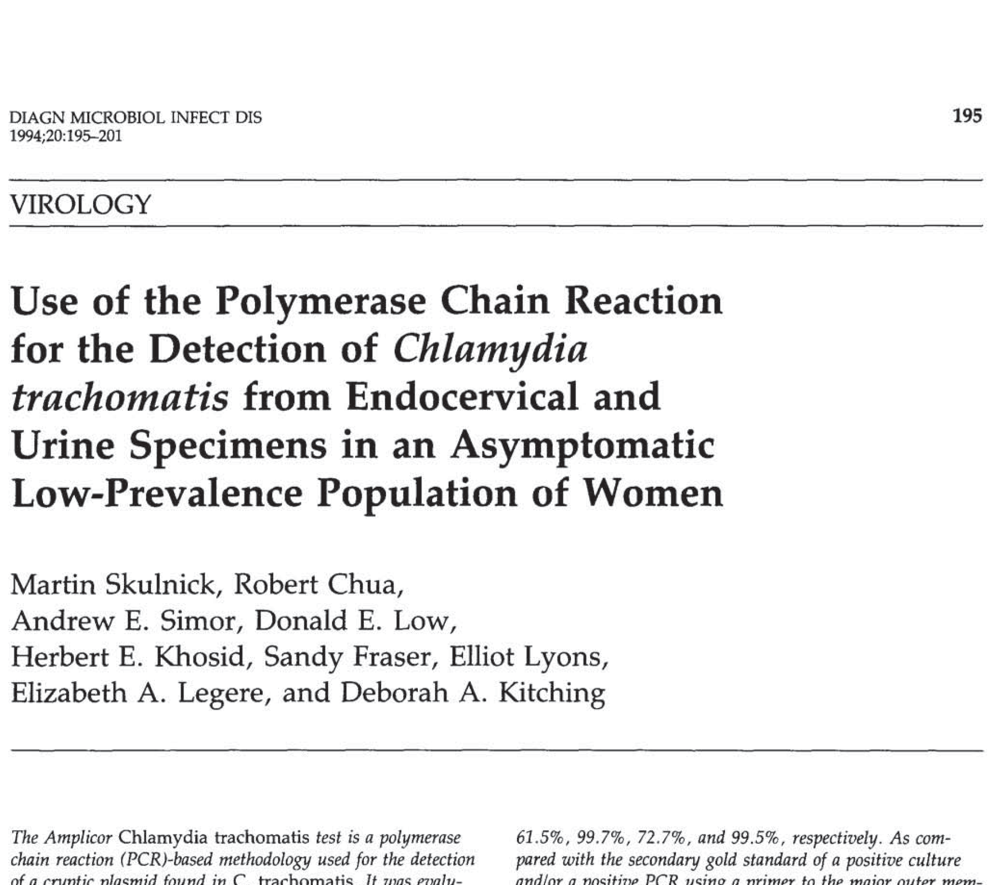 DIAGN MICROBIOL INFECT DIS
1994;20:195–201
195
VIROLOGY
Use of the Polymerase Chain Reaction
for the Detection of Chlamydia
trachomatis from Endocervical and
Urine Specimens in an Asymptomatic
Low-Prevalence Population of Women
Martin Skulnick, Robert Chua,
Andrew E. Simor, Donald E. Low,
Herbert E. Khosid, Sandy Fraser, Elliot Lyons,
Elizabeth A. Legere, and Deborah A. Kitching
The Amplicor Chlamydia trachomatis test is a polymerase
chain reaction (PCR)-based methodology used for the detection
of a cryptic plasmid found in C. trachomatis. It was evalu-
61.5%, 99.7%, 72.7%, and 99.5%, respectively. As com-
pared with the secondary gold standard of a positive culture
and/or a positive PCR using a primer to the major outer mem-